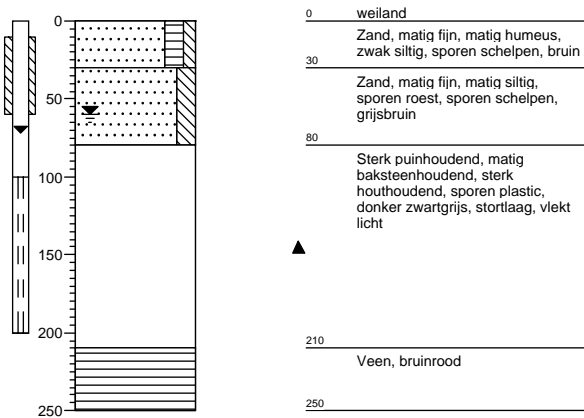 0
50
100
150
200
250
0 weiland
Zand, matig fijn, matig humeus,
zwak siltig, sporen schelpen, bruin
30
Zand, matig fijn, matig siltig,
sporen roest, sporen schelpen,
grijsbruin
80
Sterk puinhoudend, matig
baksteenhoudend, sterk
houthoudend, sporen plastic,
donker zwartgrijs, stortlaag, vlekt
licht
210
Veen, bruinrood
250